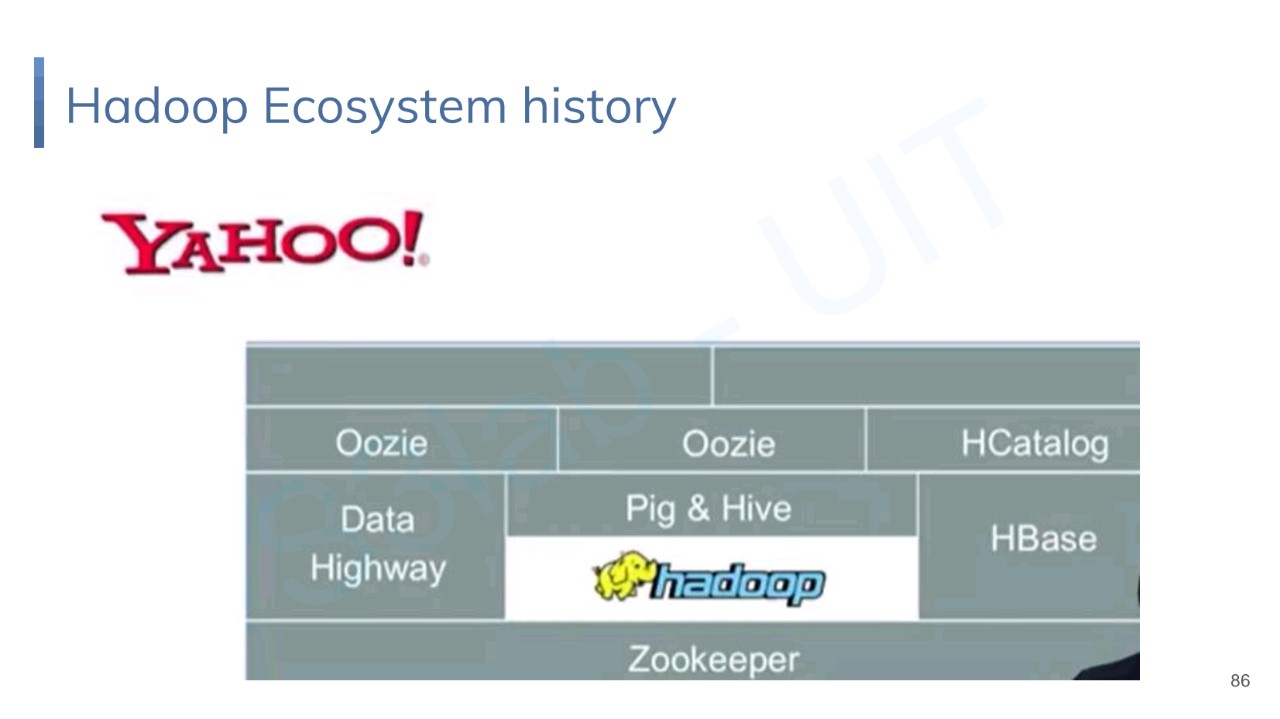 Hadoop Ecosystem history
YAHOO!
Oozie
Oozie
HCatalog
Data
Highway
Pig & Hive
hadoop
HBase
Zookeeper
86